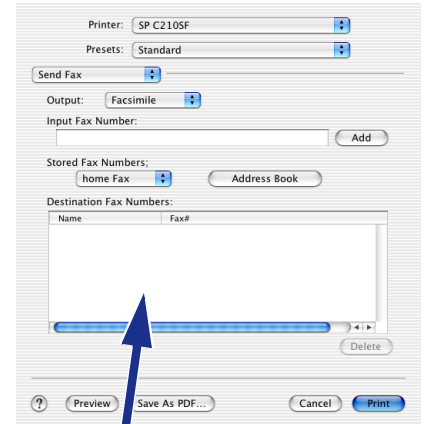 Printer: SP C210SF
Presets: Standard
Send Fax
Output: Facsimile
Input Fax Number:
Add
Stored Fax Numbers;
home Fax Address Book
Destination Fax Numbers:
Name Fax#
Delete
? Preview Save As PDF... Cancel Print